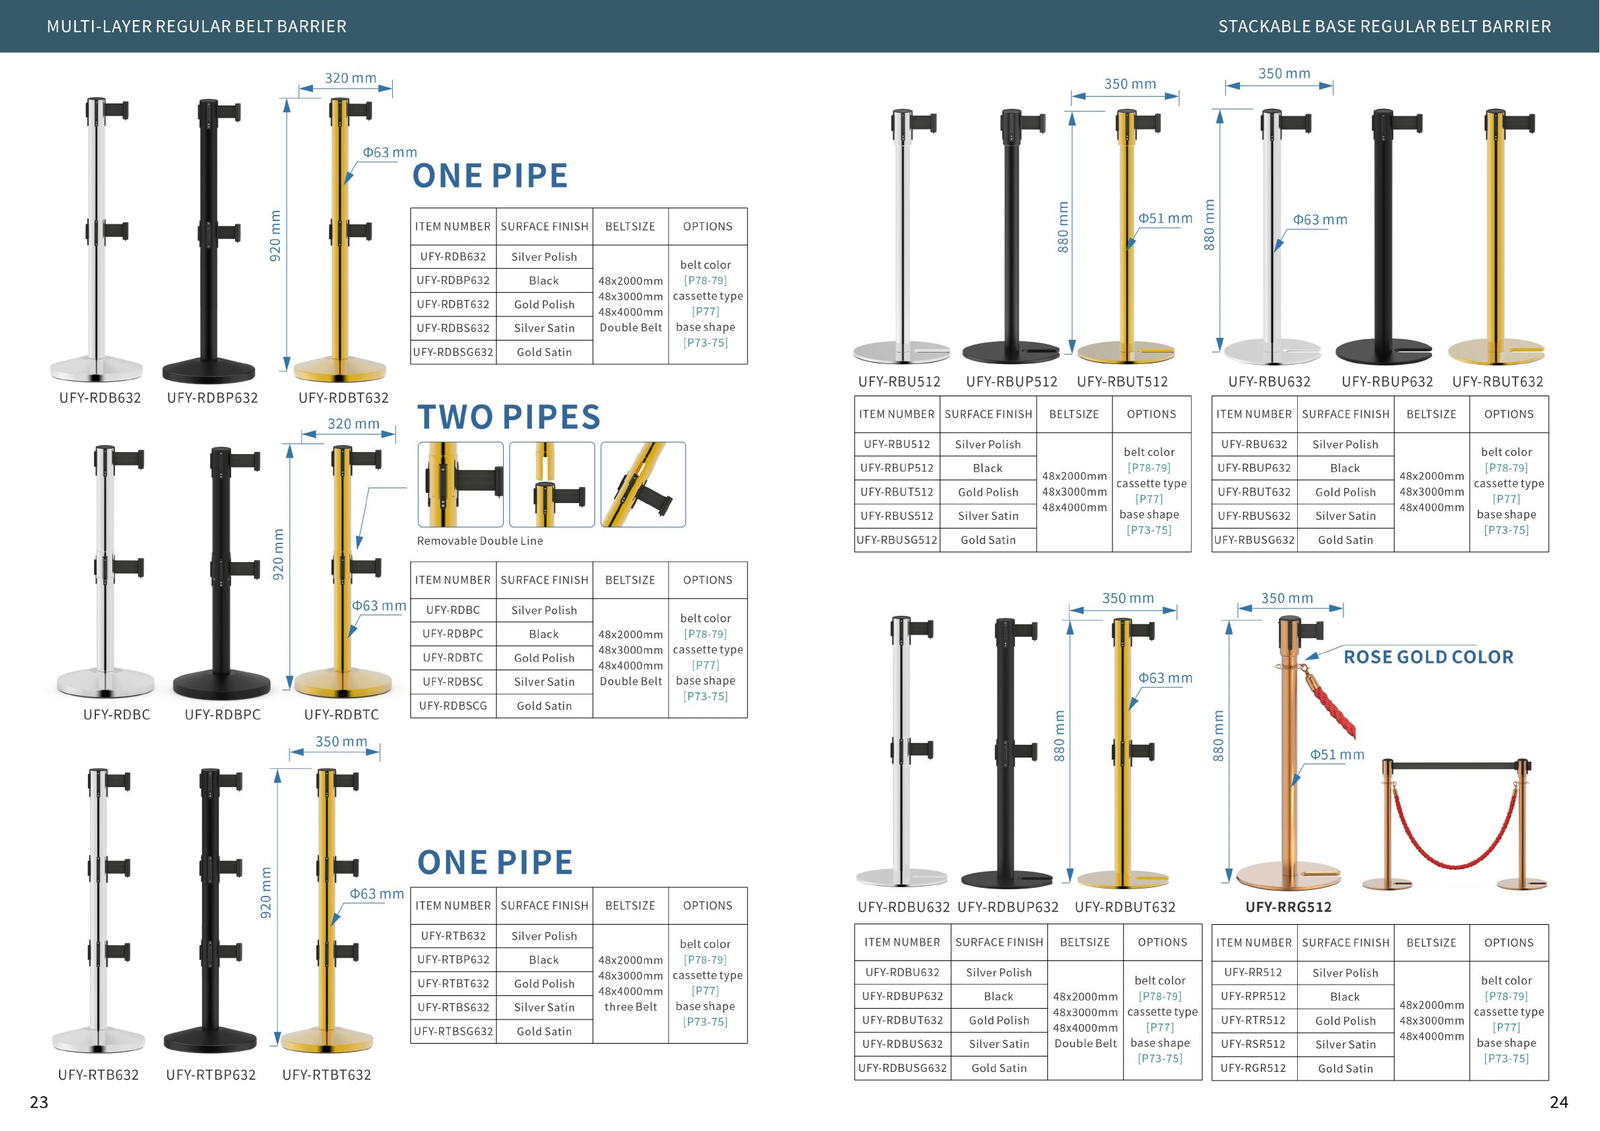 MULTI-LAYER REGULAR BELT BARRIER
320 mm
Φ63 mm
920 mm
UFY-RDB632
UFY-RDBP632
UFY-RDBT632
ONE PIPE
ITEM NUMBER SURFACE FINISH BELTSIZE OPTIONS
UFY-RDB632 Silver Polish
UFY-RDBP632 Black
UFY-RDBT632 Gold Polish
UFY-RDBS632 Silver Satin
UFY-RDBSG632 Gold Satin
48x2000mm
48x3000mm
48x4000mm
Double Belt
belt color
[P78-79]
cassette type
[P77]
base shape
[P73-75]
320 mm
920 mm
Φ63 mm
UFY-RDBC
UFY-RDBPC
UFY-RDBTC
TWO PIPES
Removable Double Line
ITEM NUMBER SURFACE FINISH BELTSIZE OPTIONS
UFY-RDBC Silver Polish
UFY-RDBPC Black
UFY-RDBTC Gold Polish
UFY-RDBSC Silver Satin
UFY-RDBSCG Gold Satin
48x2000mm
48x3000mm
48x4000mm
Double Belt
belt color
[P78-79]
cassette type
[P77]
base shape
[P73-75]
350 mm
920 mm
Φ63 mm
UFY-RTB632
UFY-RTBP632
UFY-RTBT632
ONE PIPE
ITEM NUMBER SURFACE FINISH BELTSIZE OPTIONS
UFY-RTB632 Silver Polish
UFY-RTBP632 Black
UFY-RTBT632 Gold Polish
UFY-RTBS632 Silver Satin
UFY-RTBSG632 Gold Satin
48x2000mm
48x3000mm
48x4000mm
three Belt
belt color
[P78-79]
cassette type
[P77]
base shape
[P73-75]
23
STACKABLE BASE REGULAR BELT BARRIER
350 mm
880 mm
Φ51 mm
UFY-RBU512
UFY-RBUP512
UFY-RBUT512
ITEM NUMBER SURFACE FINISH BELTSIZE OPTIONS
UFY-RBU512 Silver Polish
UFY-RBUP512 Black
UFY-RBUT512 Gold Polish
UFY-RBUS512 Silver Satin
UFY-RBUSG512 Gold Satin
48x2000mm
48x3000mm
48x4000mm
belt color
[P78-79]
cassette type
[P77]
base shape
[P73-75]
350 mm
880 mm
Φ63 mm
UFY-RBU632
UFY-RBUP632
UFY-RBUT632
ITEM NUMBER SURFACE FINISH BELTSIZE OPTIONS
UFY-RBU632 Silver Polish
UFY-RBUP632 Black
UFY-RBUT632 Gold Polish
UFY-RBUS632 Silver Satin
UFY-RBUSG632 Gold Satin
48x2000mm
48x3000mm
48x4000mm
belt color
[P78-79]
cassette type
[P77]
base shape
[P73-75]
350 mm
880 mm
Φ63 mm
UFY-RDBU632
UFY-RDBUP632
UFY-RDBUT632
ITEM NUMBER SURFACE FINISH BELTSIZE OPTIONS
UFY-RDBU632 Silver Polish
UFY-RDBUP632 Black
UFY-RDBUT632 Gold Polish
UFY-RDBUS632 Silver Satin
UFY-RDBUSG632 Gold Satin
48x2000mm
48x3000mm
48x4000mm
Double Belt
belt color
[P78-79]
cassette type
[P77]
base shape
[P73-75]
350 mm
880 mm
Φ51 mm
ROSE GOLD COLOR
UFY-RRG512
ITEM NUMBER SURFACE FINISH BELTSIZE OPTIONS
UFY-RR512 Silver Polish
UFY-RPR512 Black
UFY-RTR512 Gold Polish
UFY-RSR512 Silver Satin
UFY-RGR512 Gold Satin
48x2000mm
48x3000mm
48x4000mm
belt color
[P78-79]
cassette type
[P77]
base shape
[P73-75]
24